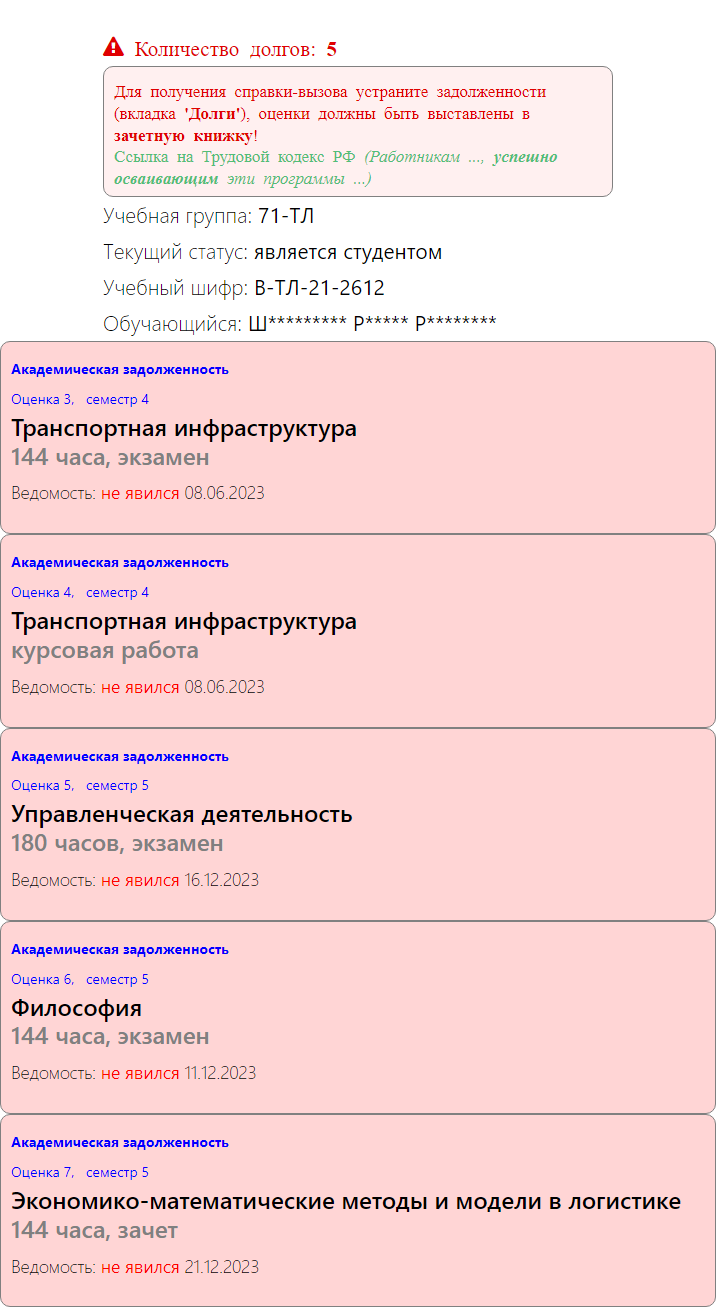 Количество долгов: 5
Для получения справки-вызова устраните задолженности
(вкладка 'Долги'), оценки должны быть выставлены в
зачетную книжку!
Ссылка на Трудовой кодекс РФ (Работникам ..., успешно
осваивающим эти программы ...)
Учебная группа: 71-ТЛ
Текущий статус: является студентом
Учебный шифр: В-ТЛ-21-2612
Обучающийся: Ш********* Р***** Р********
Академическая задолженность
Оценка 3, семестр 4
Транспортная инфраструктура
144 часа, экзамен
Ведомость: не явился 08.06.2023
Академическая задолженность
Оценка 4, семестр 4
Транспортная инфраструктура
курсовая работа
Ведомость: не явился 08.06.2023
Академическая задолженность
Оценка 5, семестр 5
Управленческая деятельность
180 часов, экзамен
Ведомость: не явился 16.12.2023
Академическая задолженность
Оценка 6, семестр 5
Философия
144 часа, экзамен
Ведомость: не явился 11.12.2023
Академическая задолженность
Оценка 7, семестр 5
Экономико-математические методы и модели в логистике
144 часа, зачет
Ведомость: не явился 21.12.2023